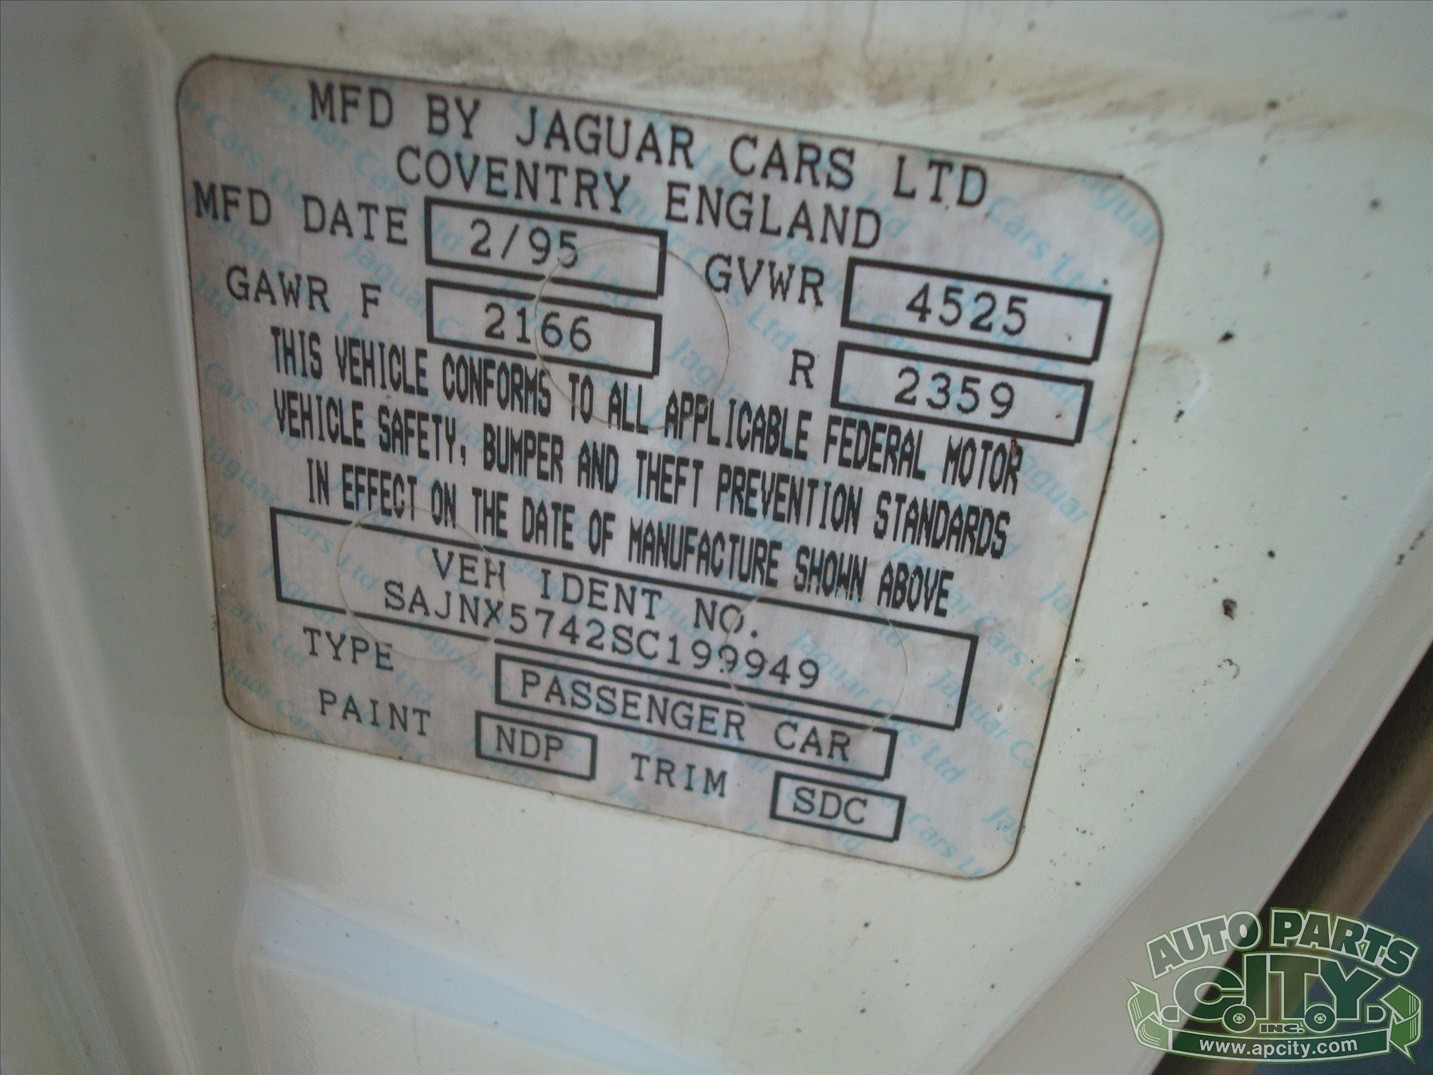 MFD BY JAGUAR CARS LTD
COVENTRY ENGLAND
MFD DATE 2/95 GVWR 4525
GAWR F 2166 R 2359
THIS VEHICLE CONFORMS TO ALL APPLICABLE FEDERAL MOTOR
VEHICLE SAFETY, BUMPER AND THEFT PREVENTION STANDARDS
IN EFFECT ON THE DATE OF MANUFACTURE SHOWN ABOVE
VEH IDENT NO.
SAJNX5742SC199949
TYPE PASSENGER CAR
PAINT NDP TRIM SDC
AUTO PARTS
CITY
INC.
www.apcity.com